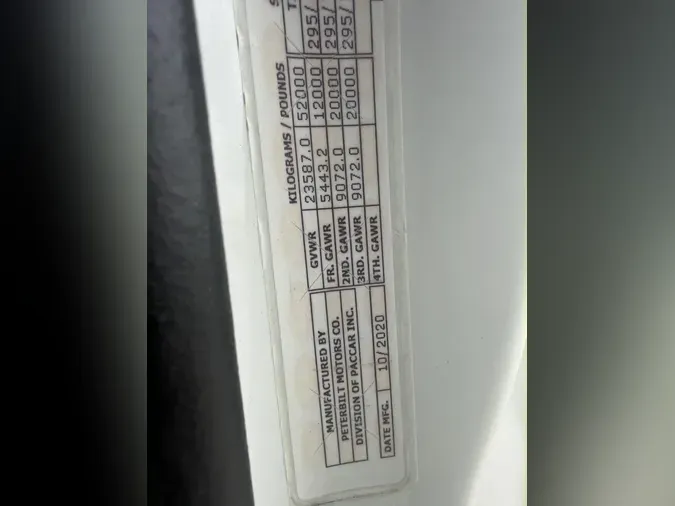 KILOGRAMS / POUNDS
GVWR 23587.0 52000 295/
FR. GAWR 5443.2 12000 295/
2ND. GAWR 9072.0 20000 295/
3RD. GAWR 9072.0 20000
4TH. GAWR
MANUFACTURED BY
PETERBILT MOTORS CO.
DIVISION OF PACCAR INC.
DATE MFG. 10/2020